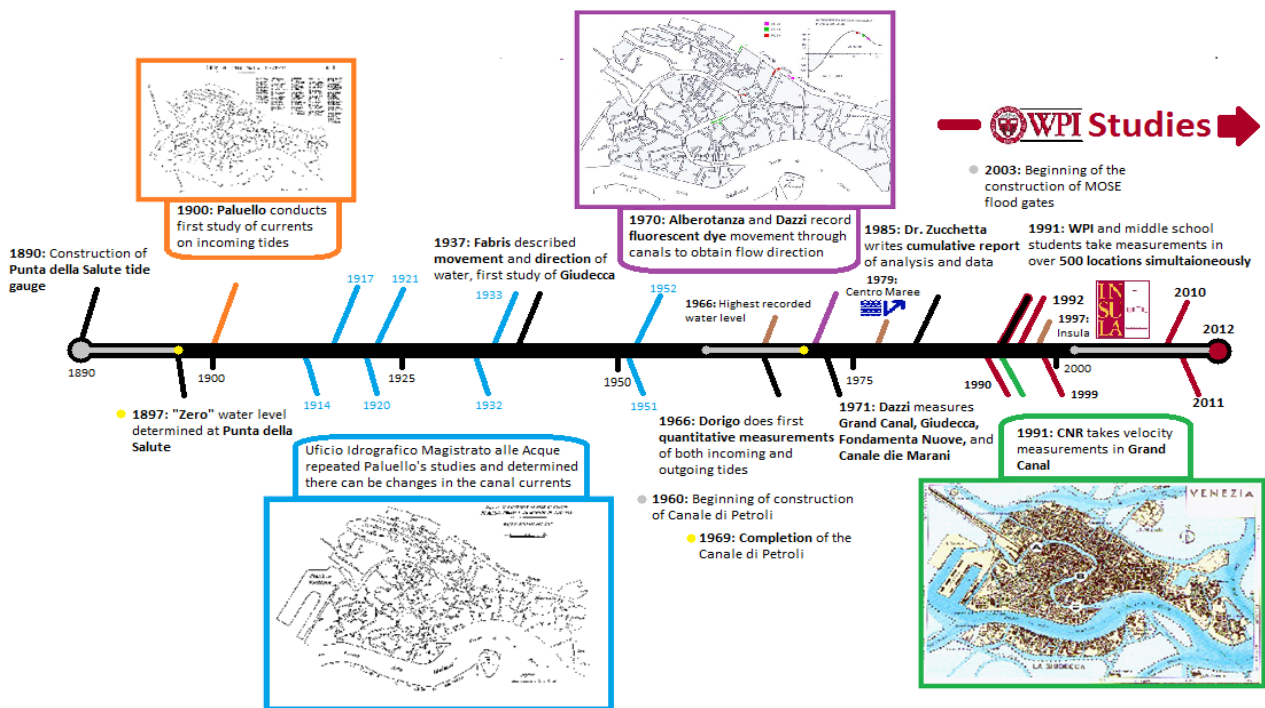 WPI Studies
2003: Beginning of the
construction of MOSE
flood gates
1900: Paluello conducts
first study of currents
on incoming tides
1970: Alberotanza and Dazzi record
fluorescent dye movement through
canals to obtain flow direction
1890: Construction of
Punta della Salute tide
gauge
1937: Fabris described
movement and direction of
water, first study of Giudecca
1985: Dr. Zucchetta
writes cumulative report
of analysis and data
1991: WPI and middle school
students take measurements in
over 500 locations simultaioneously
1917
1921
1933
1952
1966: Highest recorded
water level
1979:
Centro Maree
1992
1997:
Insula
IN
SU
LA
2010
2012
1890
1900
1925
1950
1975
2000
1914
1920
1932
1951
1990
1999
2011
1897: "Zero" water level
determined at Punta della
Salute
Uficio Idrografico Magistrato alle Acque
repeated Paluello's studies and determined
there can be changes in the canal currents
1966: Dorigo does first
quantitative measurements
of both incoming and
outgoing tides
1971: Dazzi measures
Grand Canal, Giudecca,
Fondamenta Nuove, and
Canale die Marani
1991: CNR takes velocity
measurements in Grand
Canal
1960: Beginning of construction
of Canale di Petroli
1969: Completion of the
Canale di Petroli
VENEZIA
LA GIUDECCA